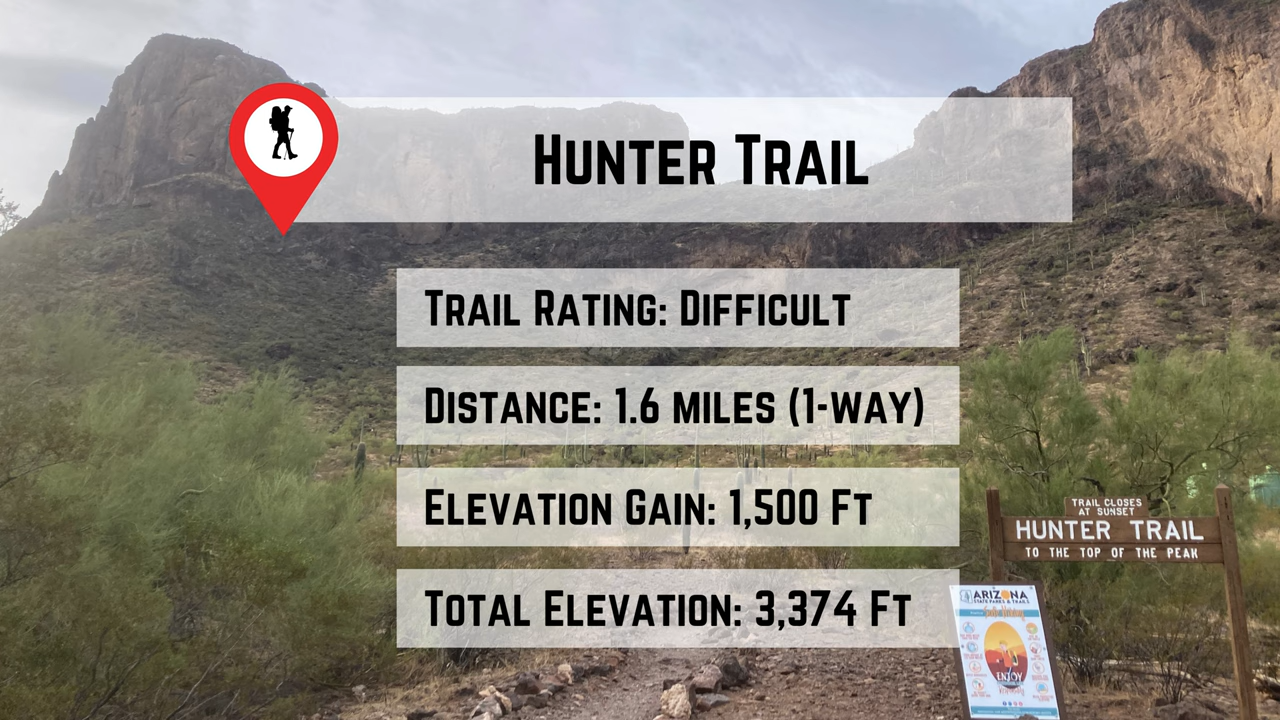 Hunter Trail
Trail Rating: Difficult
Distance: 1.6 miles (1-way)
Elevation Gain: 1,500 Ft
Total Elevation: 3,374 Ft
TRAIL CLOSES
AT SUNSET
HUNTER TRAIL
TO THE TOP OF THE PEAK
ARIZONA
STATE PARKS & TRAILS
ENJOY